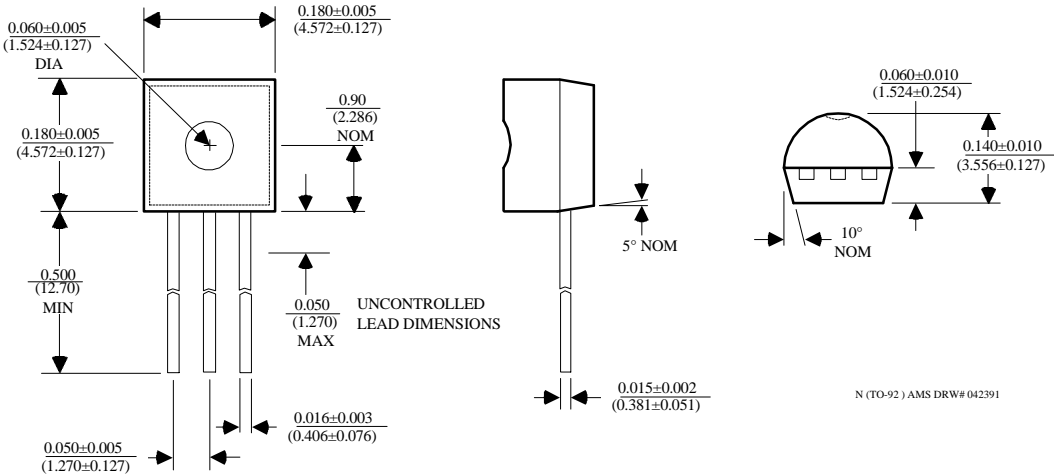 0.060±0.005
(1.524±0.127)
DIA
0.180±0.005
(4.572±0.127)
0.180±0.005
(4.572±0.127)
0.90
(2.286)
NOM
0.500
(12.70)
MIN
0.050
(1.270)
MAX
UNCONTROLLED
LEAD DIMENSIONS
0.016±0.003
(0.406±0.076)
0.050±0.005
(1.270±0.127)
5° NOM
0.015±0.002
(0.381±0.051)
0.060±0.010
(1.524±0.254)
0.140±0.010
(3.556±0.127)
10°
NOM
N (TO-92 ) AMS DRW# 042391